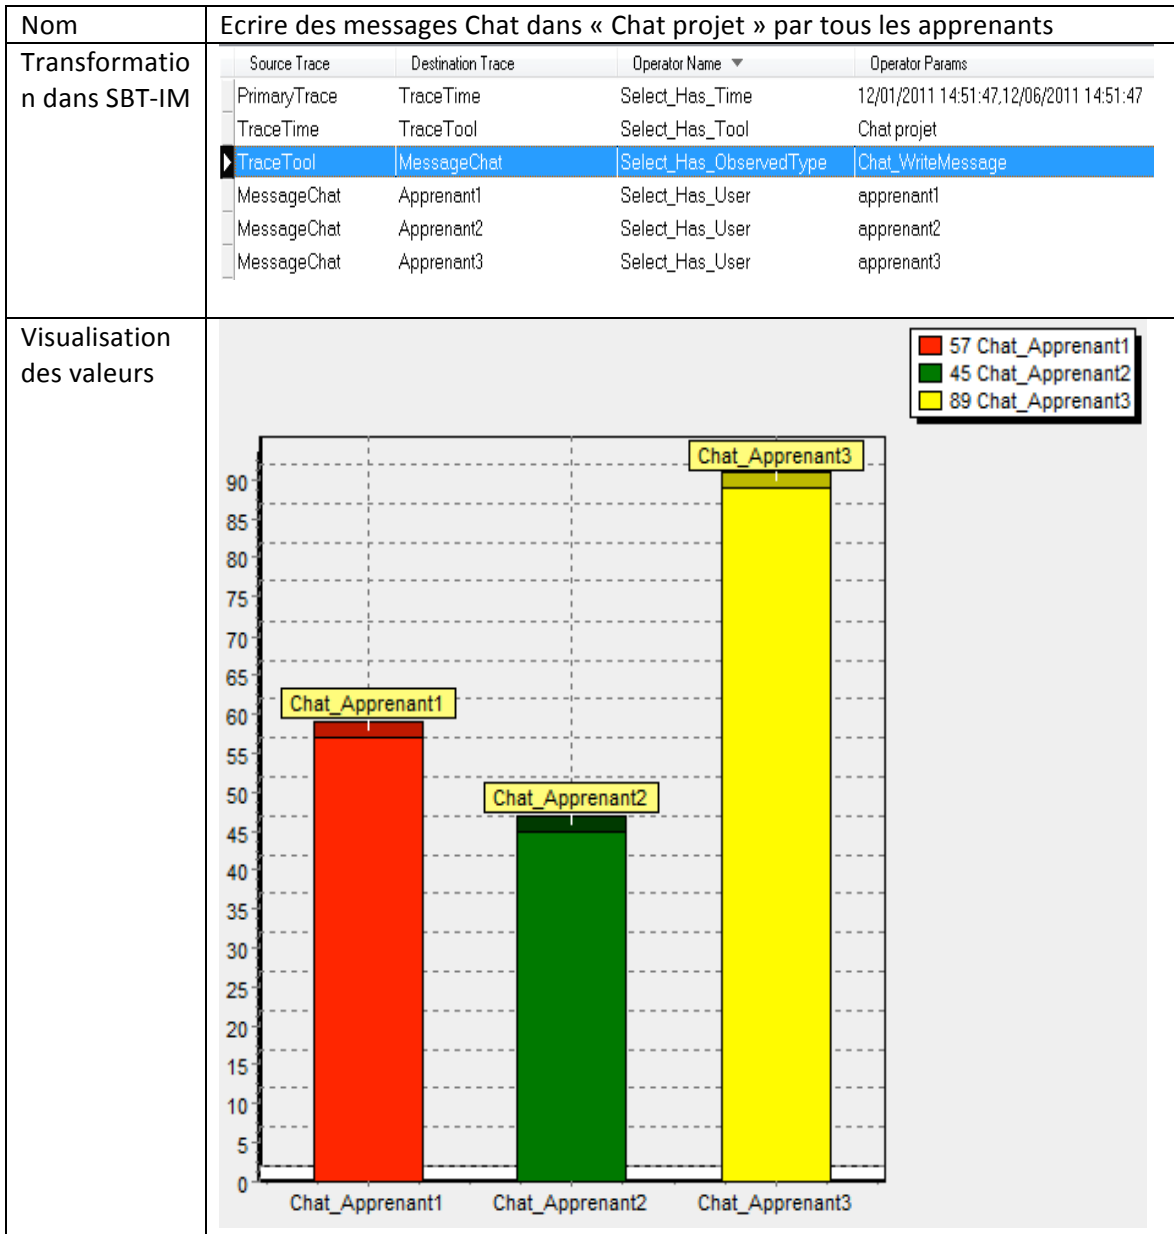 Nom
Ecrire des messages Chat dans « Chat projet » par tous les apprenants
Transformatio
n dans SBT-IM
Source Trace Destination Trace Operator Name Operator Params
PrimaryTrace TraceTime Select_Has_Time 12/01/2011 14:51:47,12/06/2011 14:51:47
TraceTime TraceTool Select_Has_Tool Chat projet
TraceTool MessageChat Select_Has_ObservedType Chat_WriteMessage
MessageChat Apprenant1 Select_Has_User apprenant1
MessageChat Apprenant2 Select_Has_User apprenant2
MessageChat Apprenant3 Select_Has_User apprenant3
Visualisation
des valeurs
57 Chat_Apprenant1
45 Chat_Apprenant2
89 Chat_Apprenant3
Chat_Apprenant3
Chat_Apprenant1
Chat_Apprenant2
90
85
80
75
70
65
60
55
50
45
40
35
30
25
20
15
10
5
0
Chat_Apprenant1 Chat_Apprenant2 Chat_Apprenant3